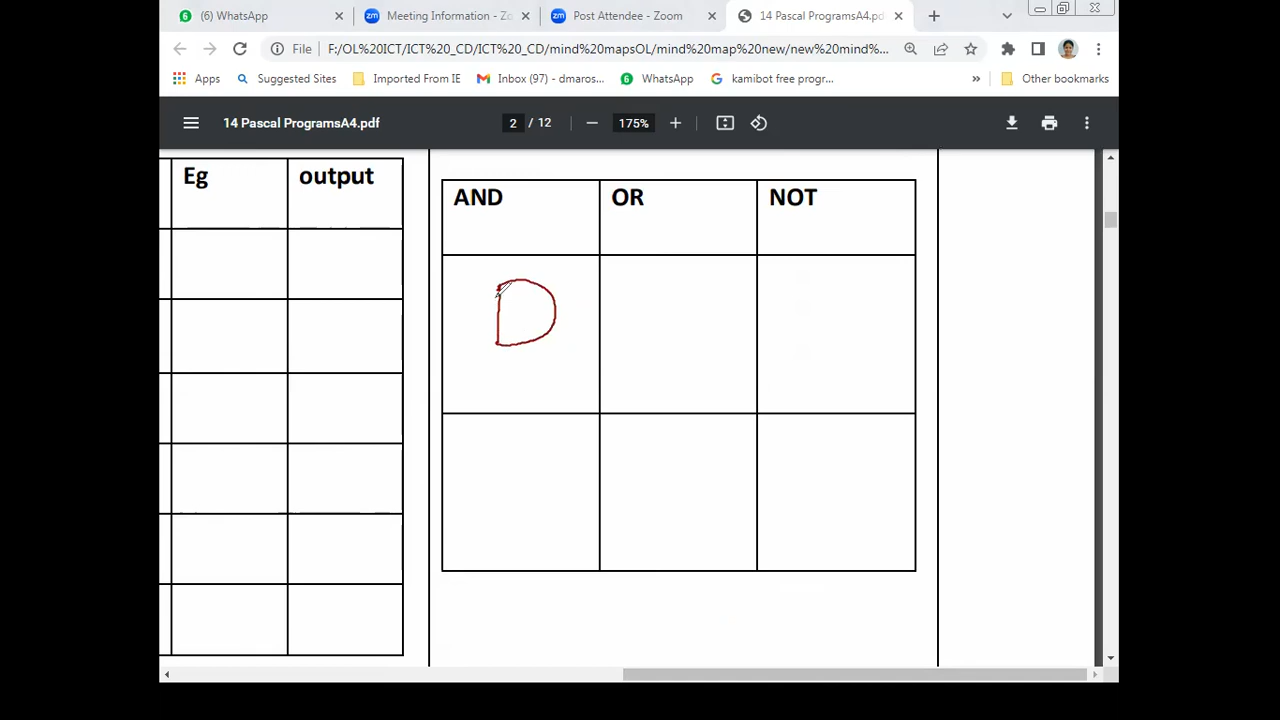 (6) WhatsApp
Meeting Information - Zo
Post Attendee - Zoom
14 Pascal ProgramsA4.pd
File F:/OL%20ICT/ICT%20_CD/ICT%20_CD/mind%20mapsOL/mind%20map%20new/new%20mind%...
Apps Suggested Sites Imported From IE Inbox (97) - dmaros... WhatsApp kamibot free progr... » Other bookmarks
14 Pascal ProgramsA4.pdf 2 / 12 175%
Eg output
AND OR NOT